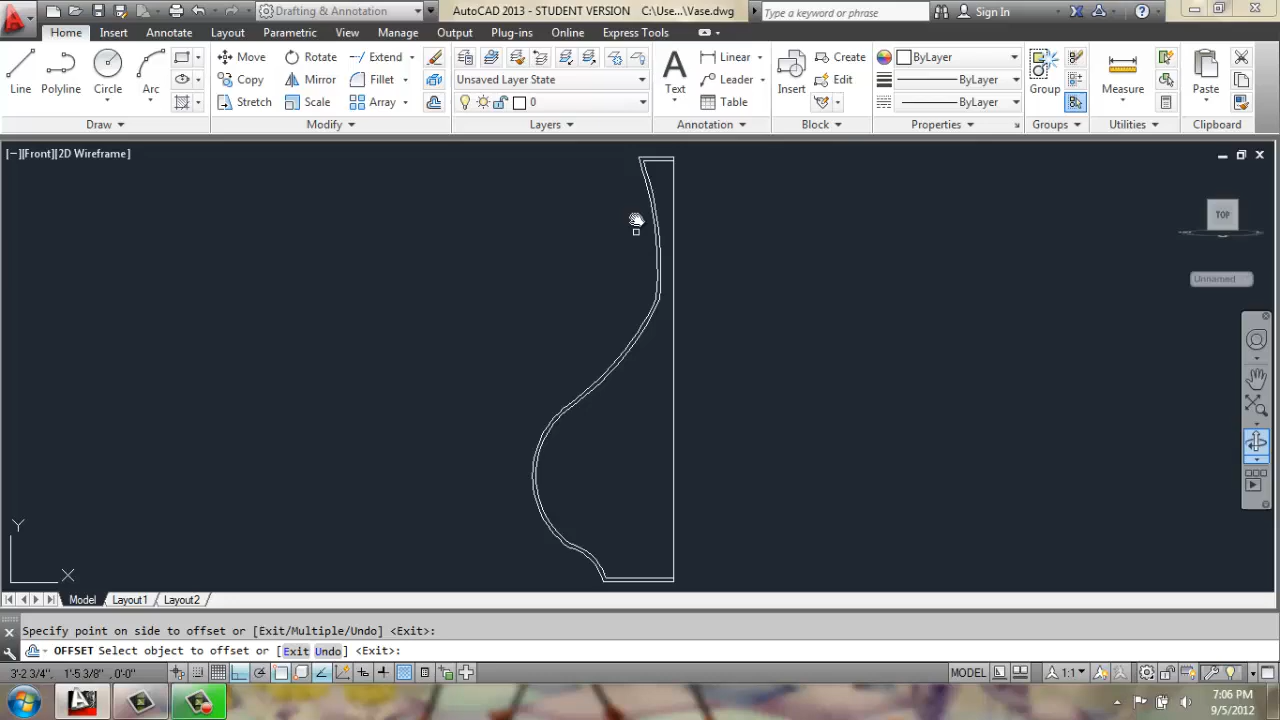 Drafting & Annotation
AutoCAD 2013 - STUDENT VERSION C:\Use...\Vase.dwg
Type a keyword or phrase
Sign In
Home Insert Annotate Layout Parametric View Manage Output Plug-ins Online Express Tools
Line Polyline Circle Arc
Move Rotate Extend
Copy Mirror Fillet
Stretch Scale Array
Unsaved Layer State
0
Text
Linear
Leader
Table
Insert
Create
Edit
ByLayer
ByLayer
ByLayer
Group
Measure
Paste
Draw Modify Layers Annotation Block Properties Groups Utilities Clipboard
[−][Front][2D Wireframe]
TOP
Unnamed
Y
X
Model Layout1 Layout2
Specify point on side to offset or [Exit/Multiple/Undo] <Exit>:
OFFSET Select object to offset or [Exit Undo] <Exit>:
3'-2 3/4", 1'-5 3/8" , 0'-0"
MODEL
1:1
7:06 PM
9/5/2012